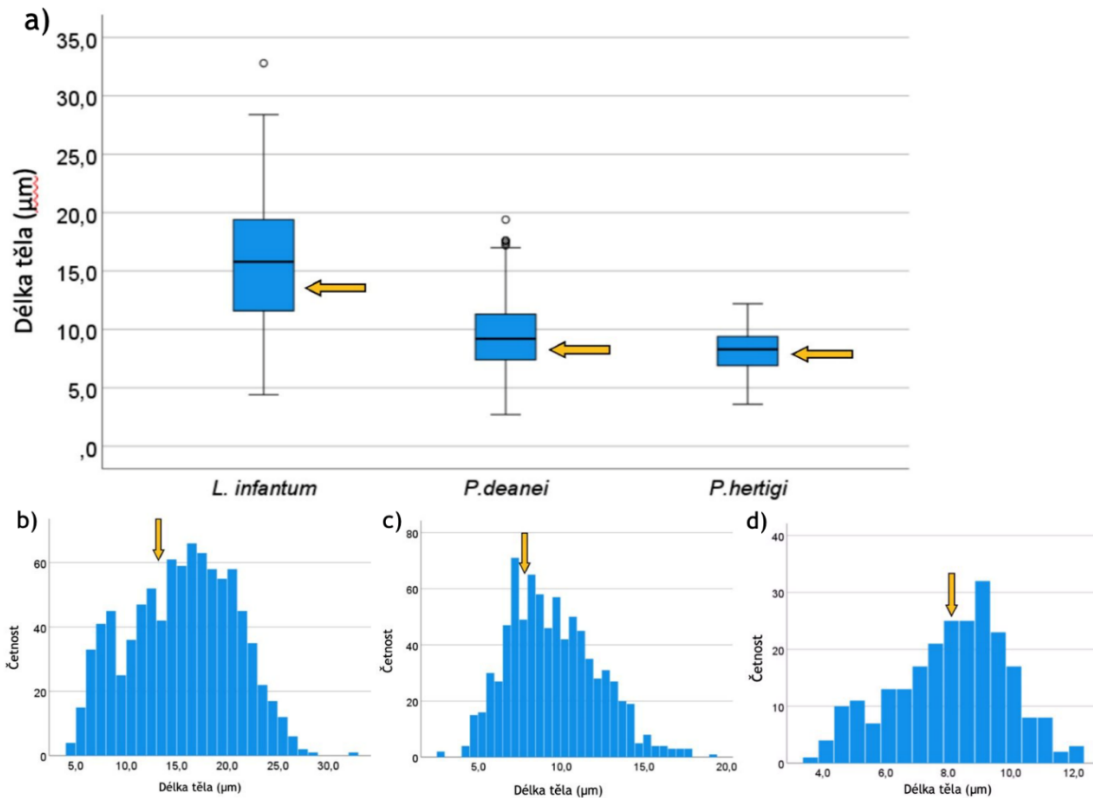 a)
35,0
30,0
25,0
20,0
15,0
10,0
5,0
,0
Délka těla (µm)
L. infantum P.deanei P.hertigi
b)
60
40
20
0
Četnost
5,0 10,0 15,0 20,0 25,0 30,0
Délka těla (µm)
c)
80
60
40
20
0
Četnost
5,0 10,0 15,0 20,0
Délka těla (µm)
d)
40
30
20
10
0
Četnost
4,0 6,0 8,0 10,0 12,0
Délka těla (µm)